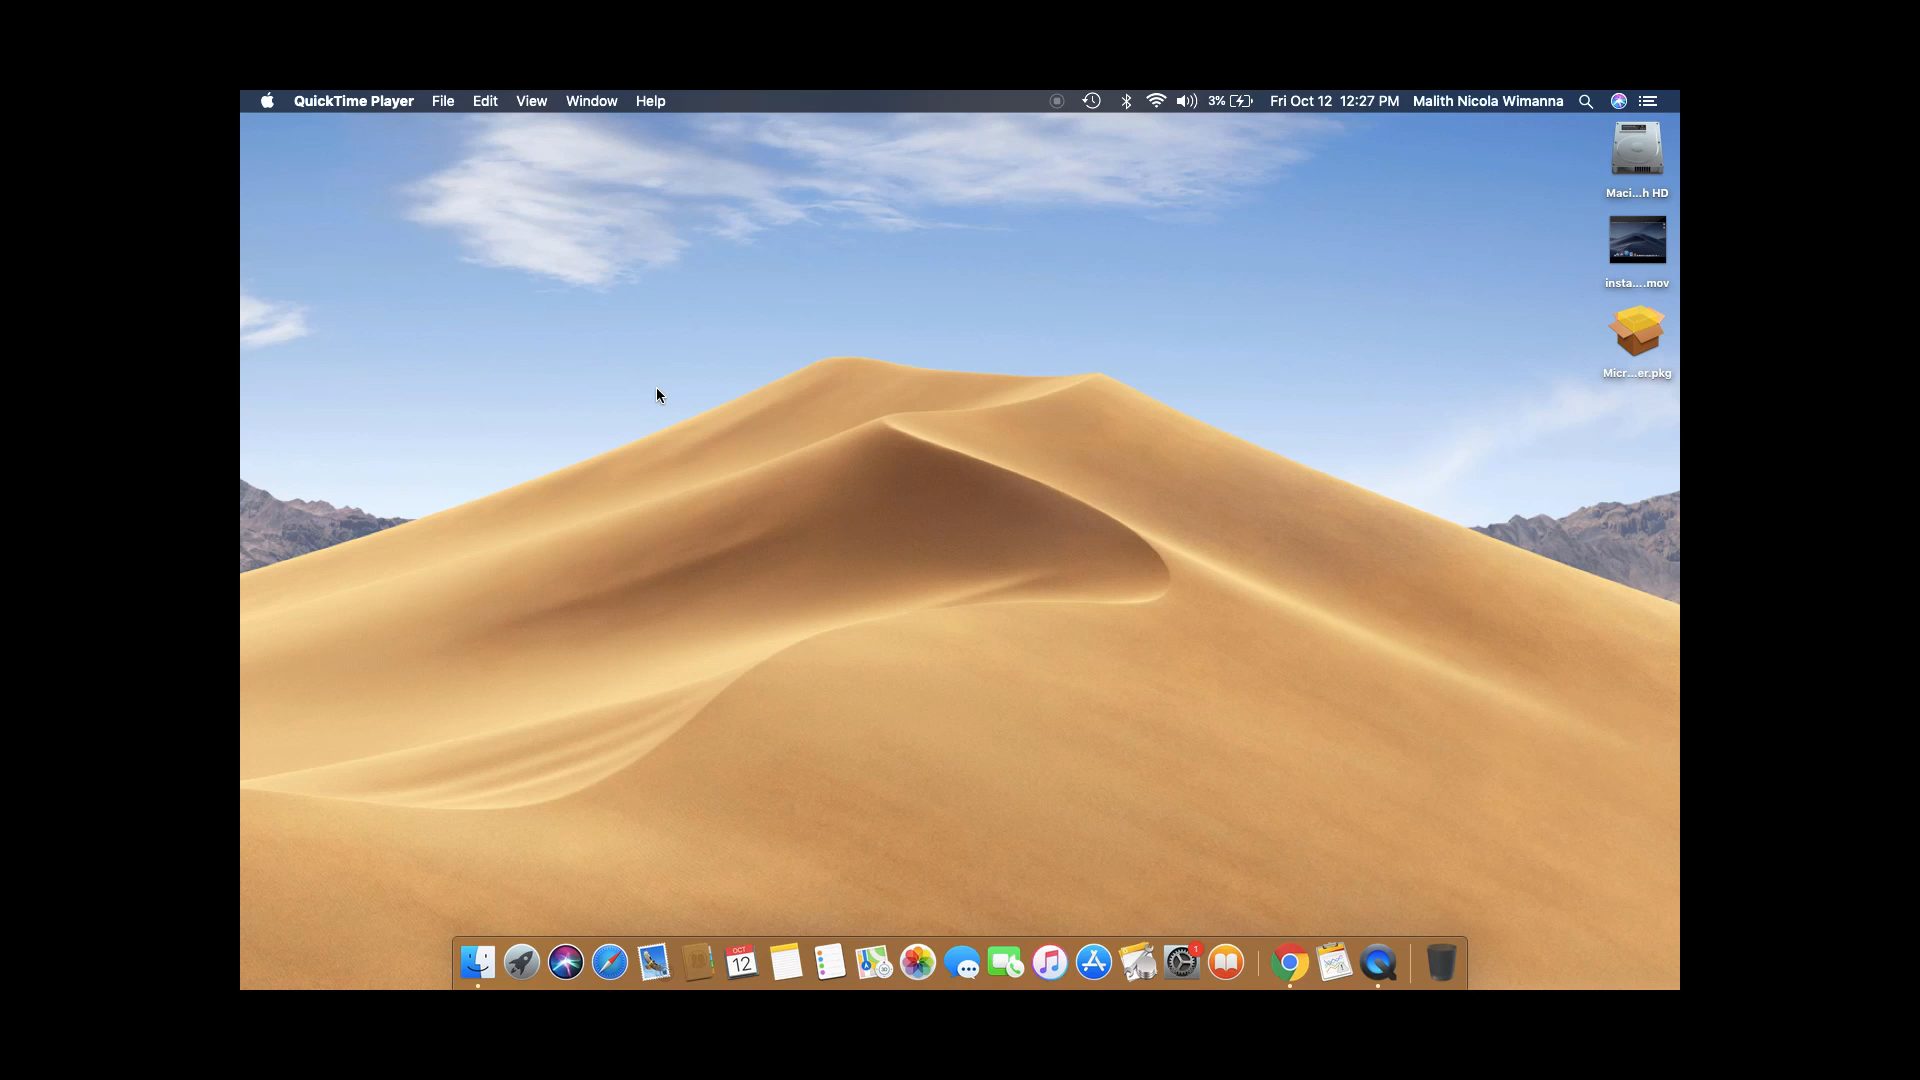 QuickTime Player File Edit View Window Help 3% Fri Oct 12 12:27 PM Malith Nicola Wimanna
Maci...h HD
insta....mov
Micr...er.pkg
OCT
12
1